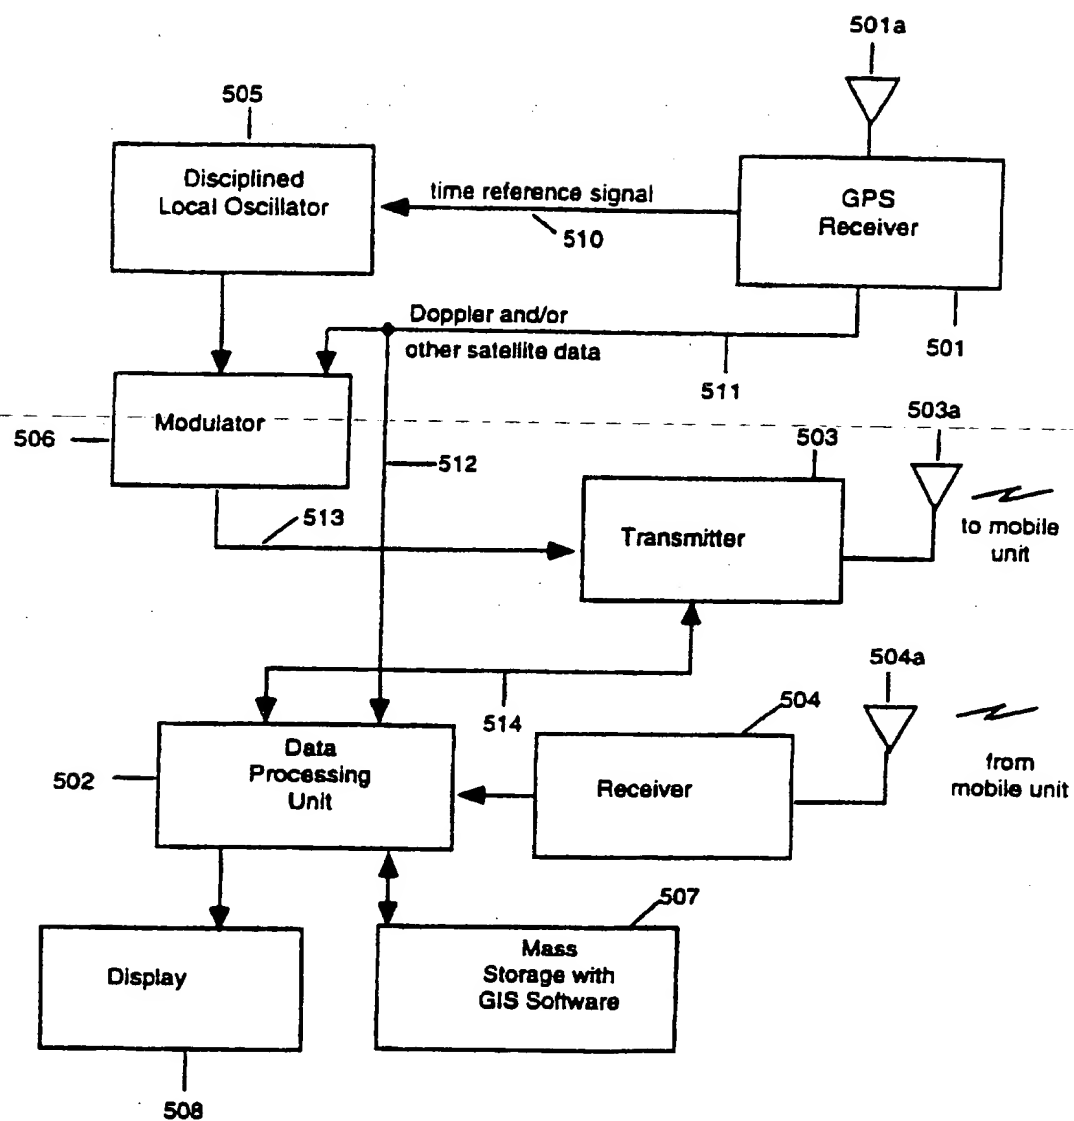 501a
505
Disciplined
Local Oscillator
time reference signal
510
GPS
Receiver
501
Doppler and/or
other satellite data
511
Modulator
506
512
503a
503
513
Transmitter
to mobile
unit
514
504a
504
Data
Processing
Unit
502
Receiver
from
mobile unit
507
Display
Mass
Storage with
GIS Software
508